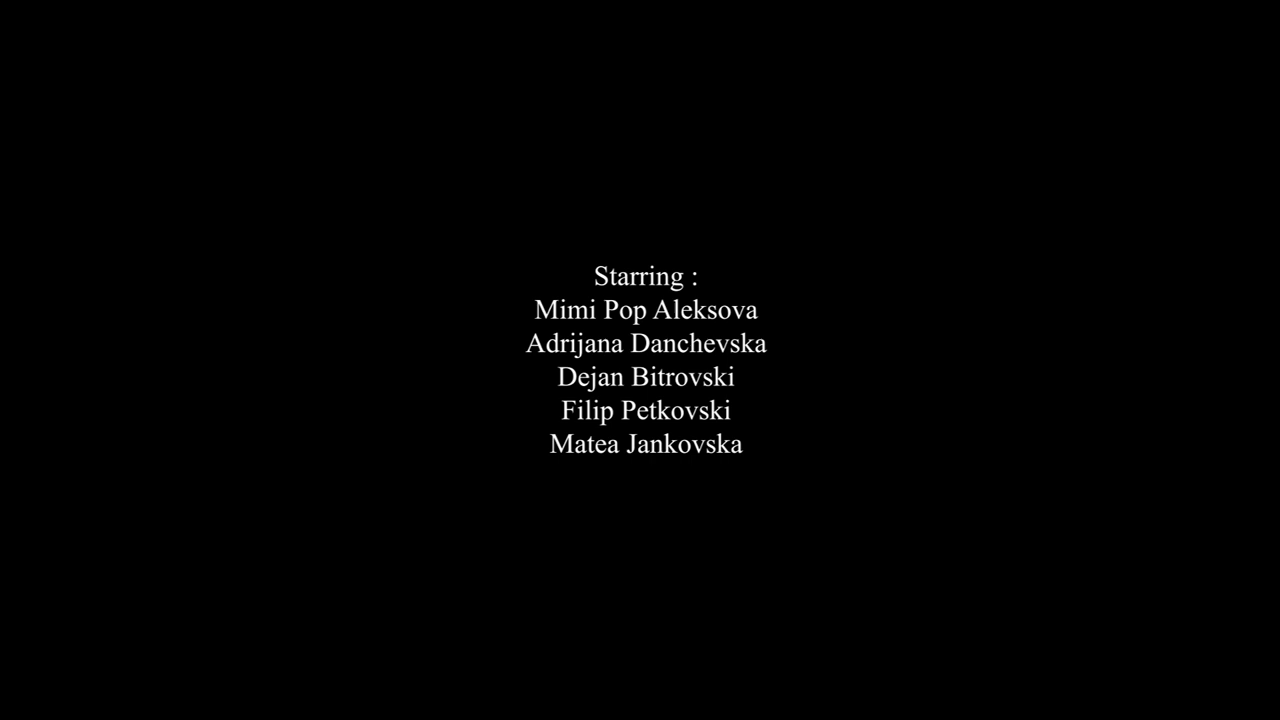 Starring :
Mimi Pop Aleksova
Adrijana Danchevska
Dejan Bitrovski
Filip Petkovski
Matea Jankovska